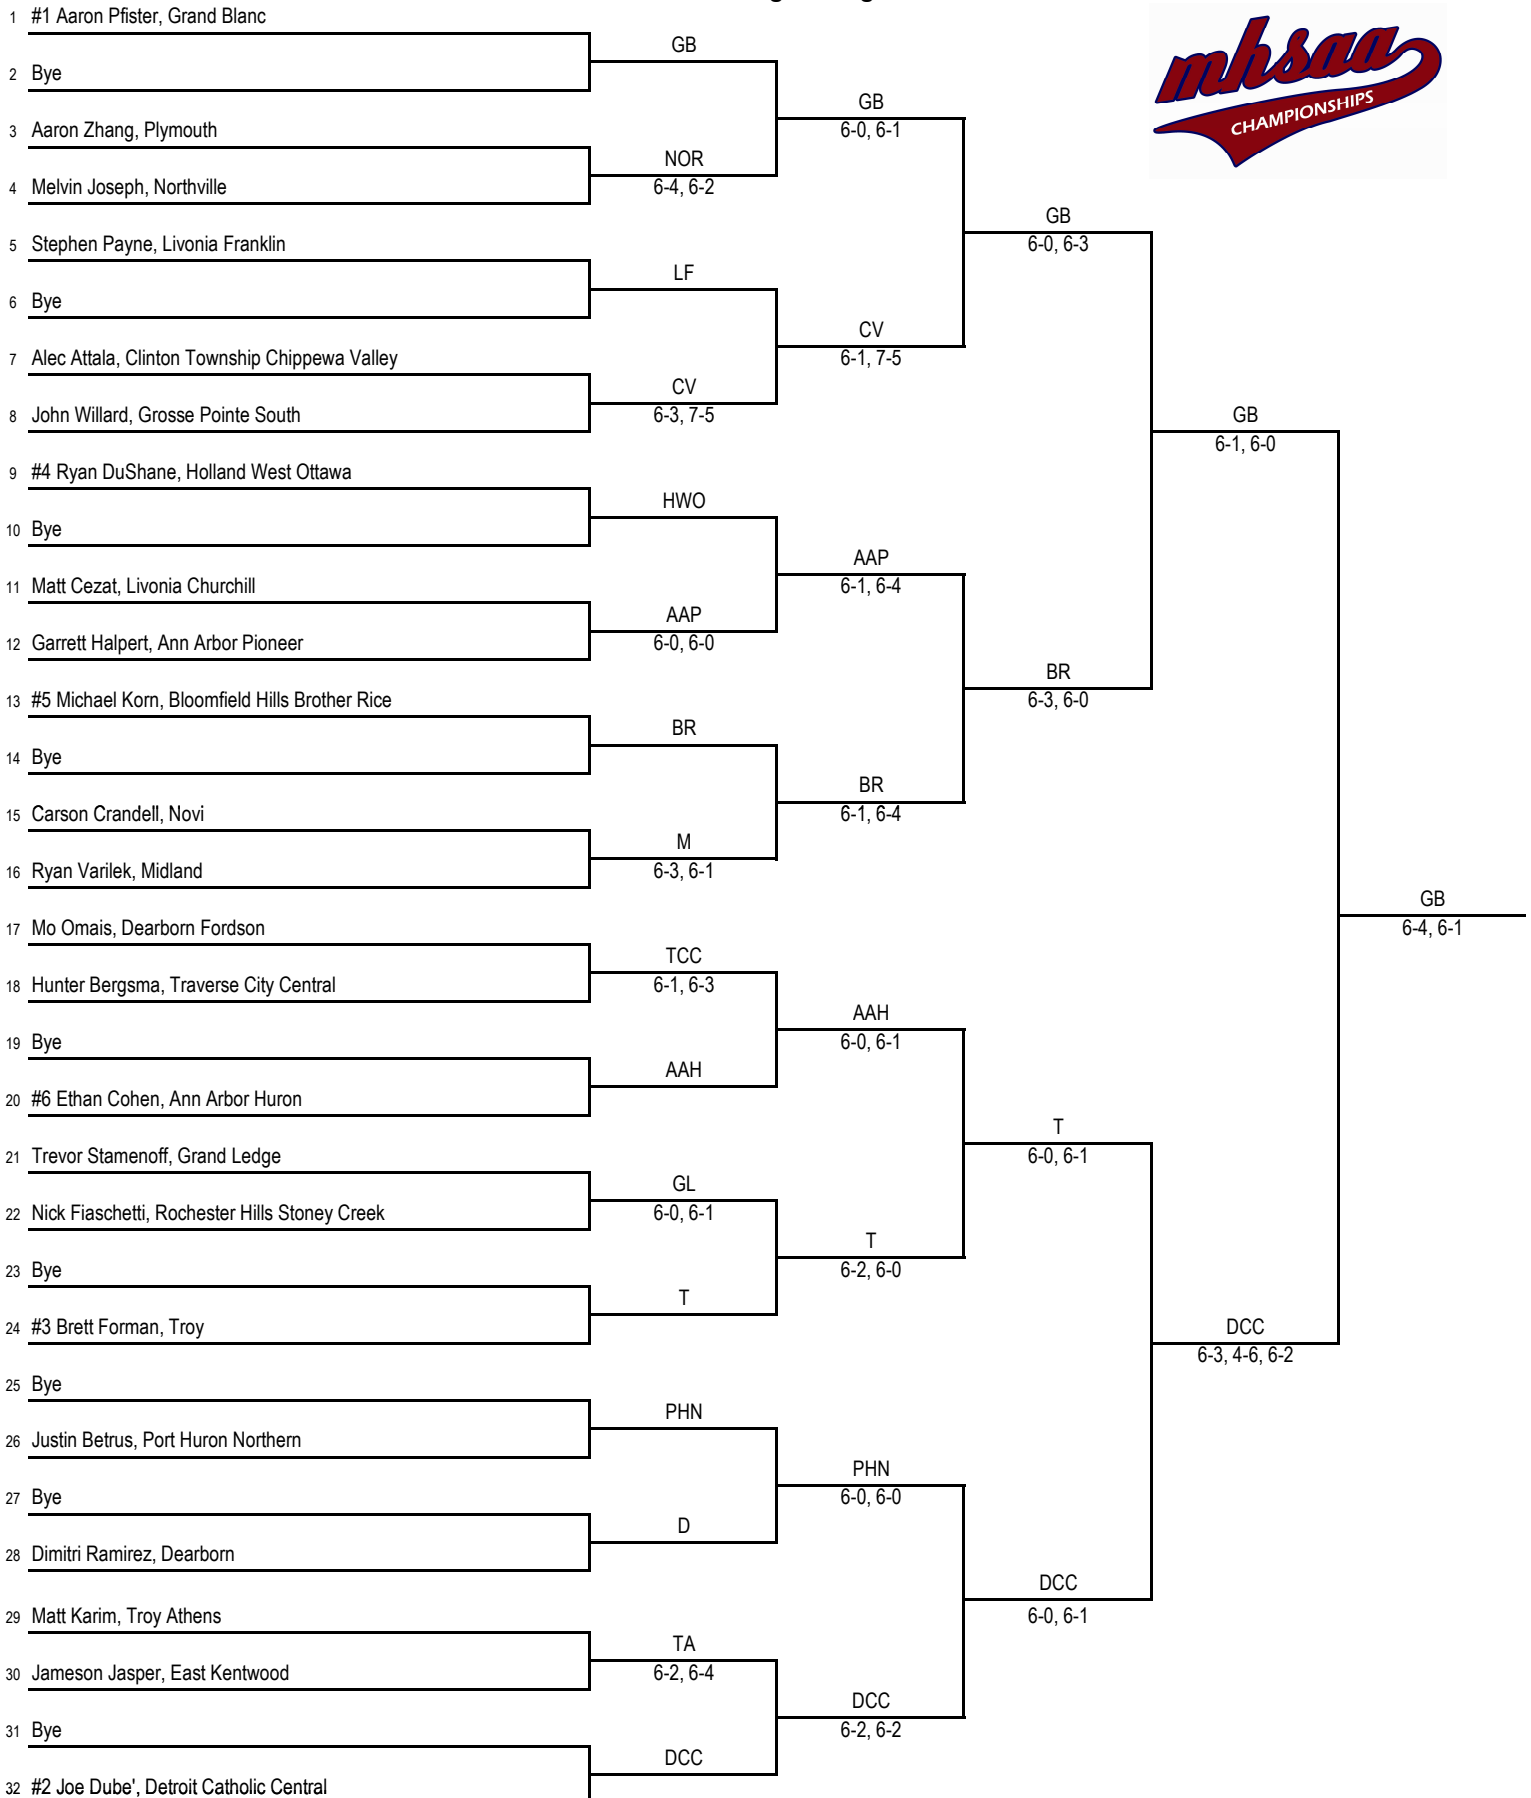 mhsaa
CHAMPIONSHIPS
1 #1 Aaron Pfister, Grand Blanc
GB
2 Bye
GB
6-0, 6-1
3 Aaron Zhang, Plymouth
NOR
6-4, 6-2
4 Melvin Joseph, Northville
GB
6-0, 6-3
5 Stephen Payne, Livonia Franklin
LF
6 Bye
CV
6-1, 7-5
7 Alec Attala, Clinton Township Chippewa Valley
CV
6-3, 7-5
8 John Willard, Grosse Pointe South
GB
6-1, 6-0
9 #4 Ryan DuShane, Holland West Ottawa
HWO
10 Bye
AAP
6-1, 6-4
11 Matt Cezat, Livonia Churchill
AAP
6-0, 6-0
12 Garrett Halpert, Ann Arbor Pioneer
BR
6-3, 6-0
13 #5 Michael Korn, Bloomfield Hills Brother Rice
BR
14 Bye
BR
6-1, 6-4
15 Carson Crandell, Novi
M
6-3, 6-1
16 Ryan Varilek, Midland
GB
6-4, 6-1
17 Mo Omais, Dearborn Fordson
TCC
6-1, 6-3
18 Hunter Bergsma, Traverse City Central
AAH
6-0, 6-1
19 Bye
AAH
20 #6 Ethan Cohen, Ann Arbor Huron
T
6-0, 6-1
21 Trevor Stamenoff, Grand Ledge
GL
6-0, 6-1
22 Nick Fiaschetti, Rochester Hills Stoney Creek
T
6-2, 6-0
23 Bye
T
24 #3 Brett Forman, Troy
DCC
6-3, 4-6, 6-2
25 Bye
PHN
26 Justin Betrus, Port Huron Northern
PHN
6-0, 6-0
27 Bye
D
28 Dimitri Ramirez, Dearborn
DCC
6-0, 6-1
29 Matt Karim, Troy Athens
TA
6-2, 6-4
30 Jameson Jasper, East Kentwood
DCC
6-2, 6-2
31 Bye
DCC
32 #2 Joe Dube', Detroit Catholic Central